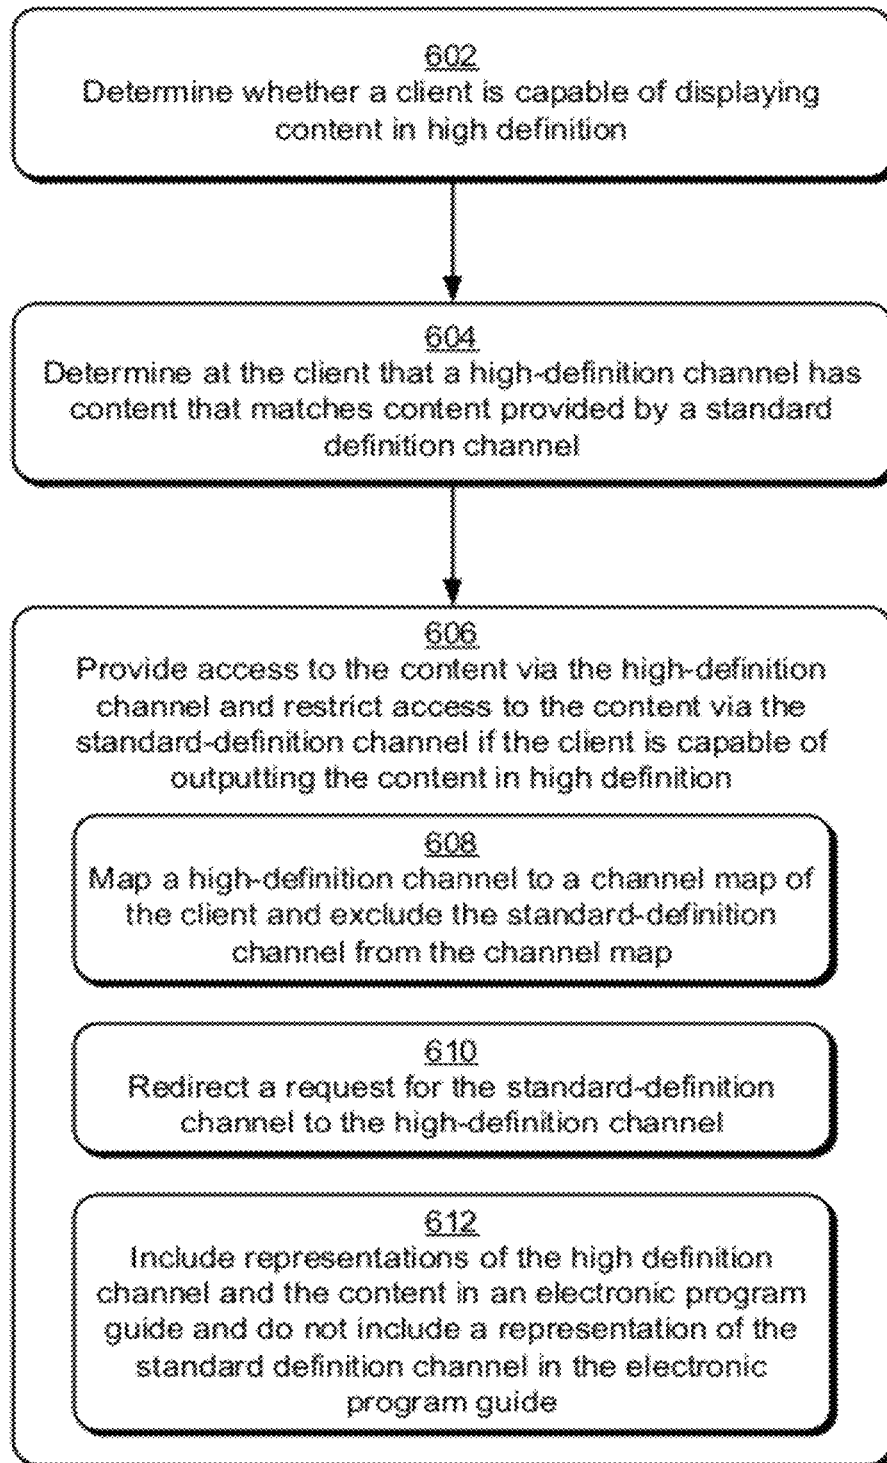 602
Determine whether a client is capable of displaying
content in high definition
604
Determine at the client that a high-definition channel has
content that matches content provided by a standard
definition channel
606
Provide access to the content via the high-definition
channel and restrict access to the content via the
standard-definition channel if the client is capable of
outputting the content in high definition
608
Map a high-definition channel to a channel map of
the client and exclude the standard-definition
channel from the channel map
610
Redirect a request for the standard-definition
channel to the high-definition channel
612
Include representations of the high definition
channel and the content in an electronic program
guide and do not include a representation of the
standard definition channel in the electronic
program guide